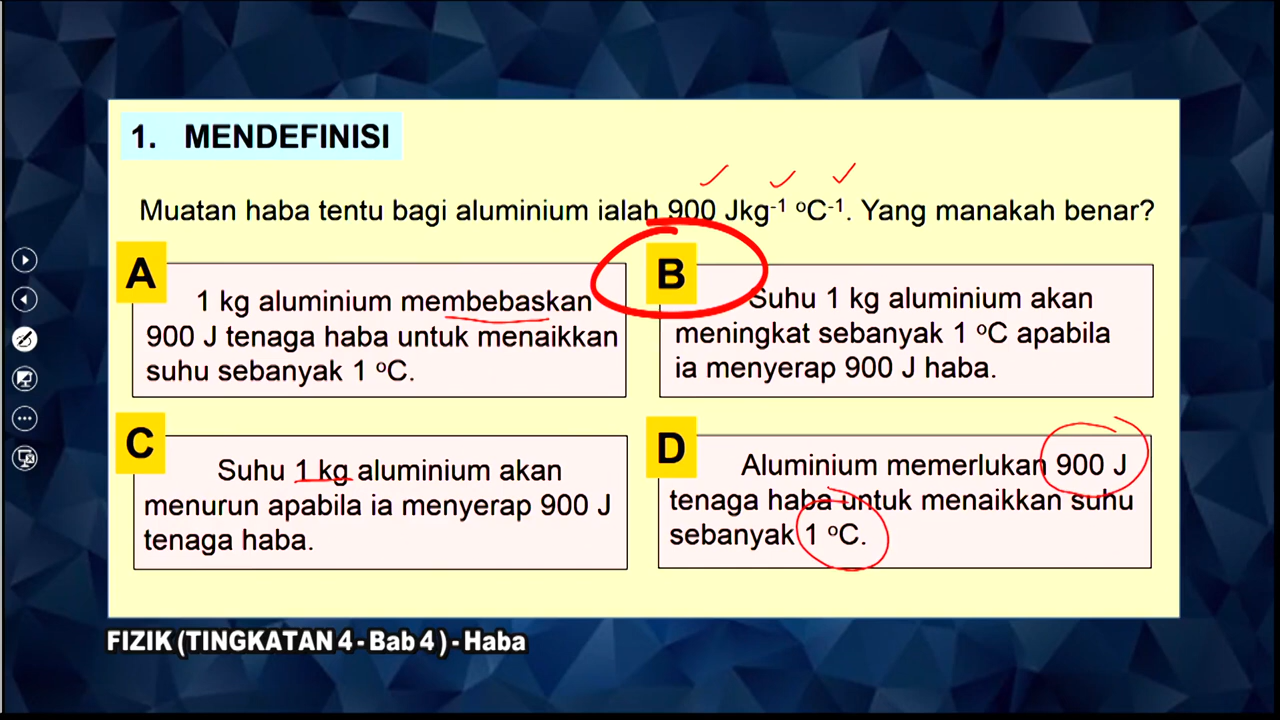 1. MENDEFINISI
Muatan haba tentu bagi aluminium ialah 900 Jkg⁻¹ ᵒC⁻¹. Yang manakah benar?
A
1 kg aluminium membebaskan
900 J tenaga haba untuk menaikkan
suhu sebanyak 1 ᵒC.
B
Suhu 1 kg aluminium akan
meningkat sebanyak 1 ᵒC apabila
ia menyerap 900 J haba.
C
Suhu 1 kg aluminium akan
menurun apabila ia menyerap 900 J
tenaga haba.
D
Aluminium memerlukan 900 J
tenaga haba untuk menaikkan suhu
sebanyak 1 ᵒC.
FIZIK (TINGKATAN 4 - Bab 4 ) - Haba